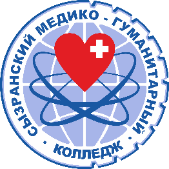 СЫЗРАНСКИЙ МЕДИКО - ГУМАНИТАРНЫЙ
• КОЛЛЕДЖ •